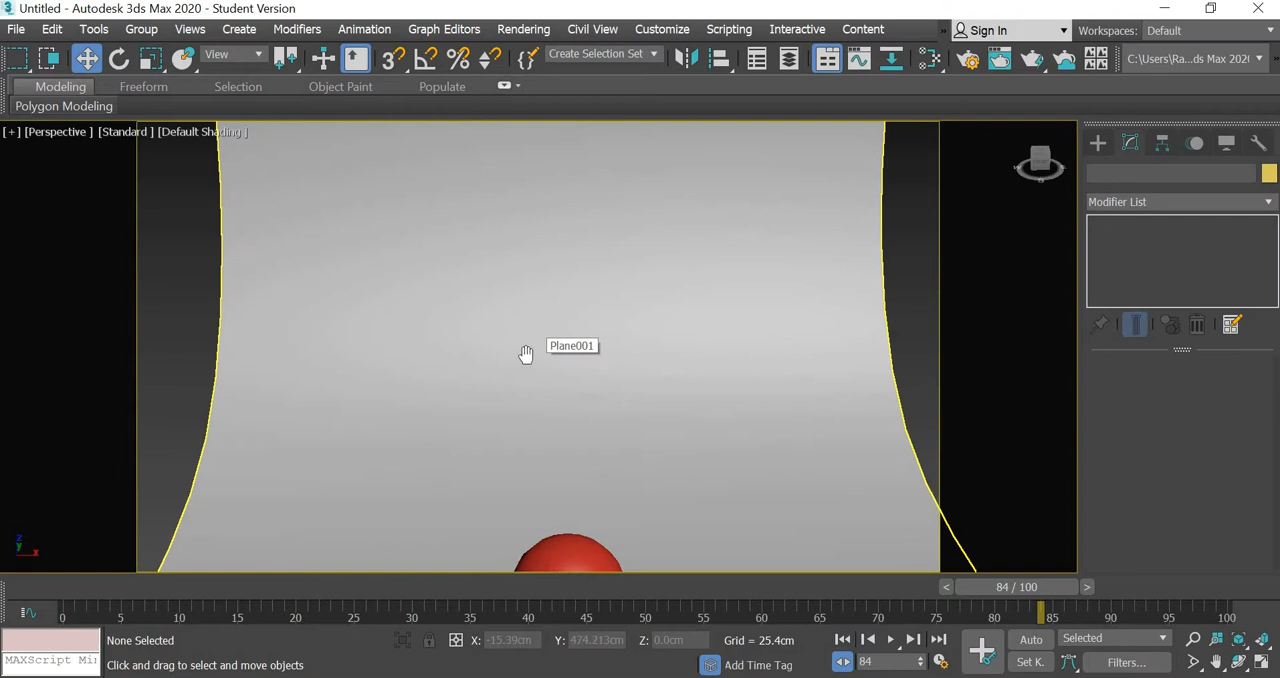 Untitled - Autodesk 3ds Max 2020 - Student Version
File Edit Tools Group Views Create Modifiers Animation Graph Editors Rendering Civil View Customize Scripting Interactive Content » Sign In Workspaces: Default
View Create Selection Set C:\Users\Ra...ds Max 2020
Modeling Freeform Selection Object Paint Populate
Polygon Modeling
[+] [Perspective ] [Standard ] [Default Shading ]
Modifier List
Plane001
z
y
x
< 84 / 100 >
0 5 10 15 20 25 30 35 40 45 50 55 60 65 70 75 80 85 90 95 100
None Selected X: -15.39cm Y: 474.213cm Z: 0.0cm Grid = 25.4cm Auto Selected
MAXScript Min Click and drag to select and move objects Add Time Tag 84 Set K. Filters...